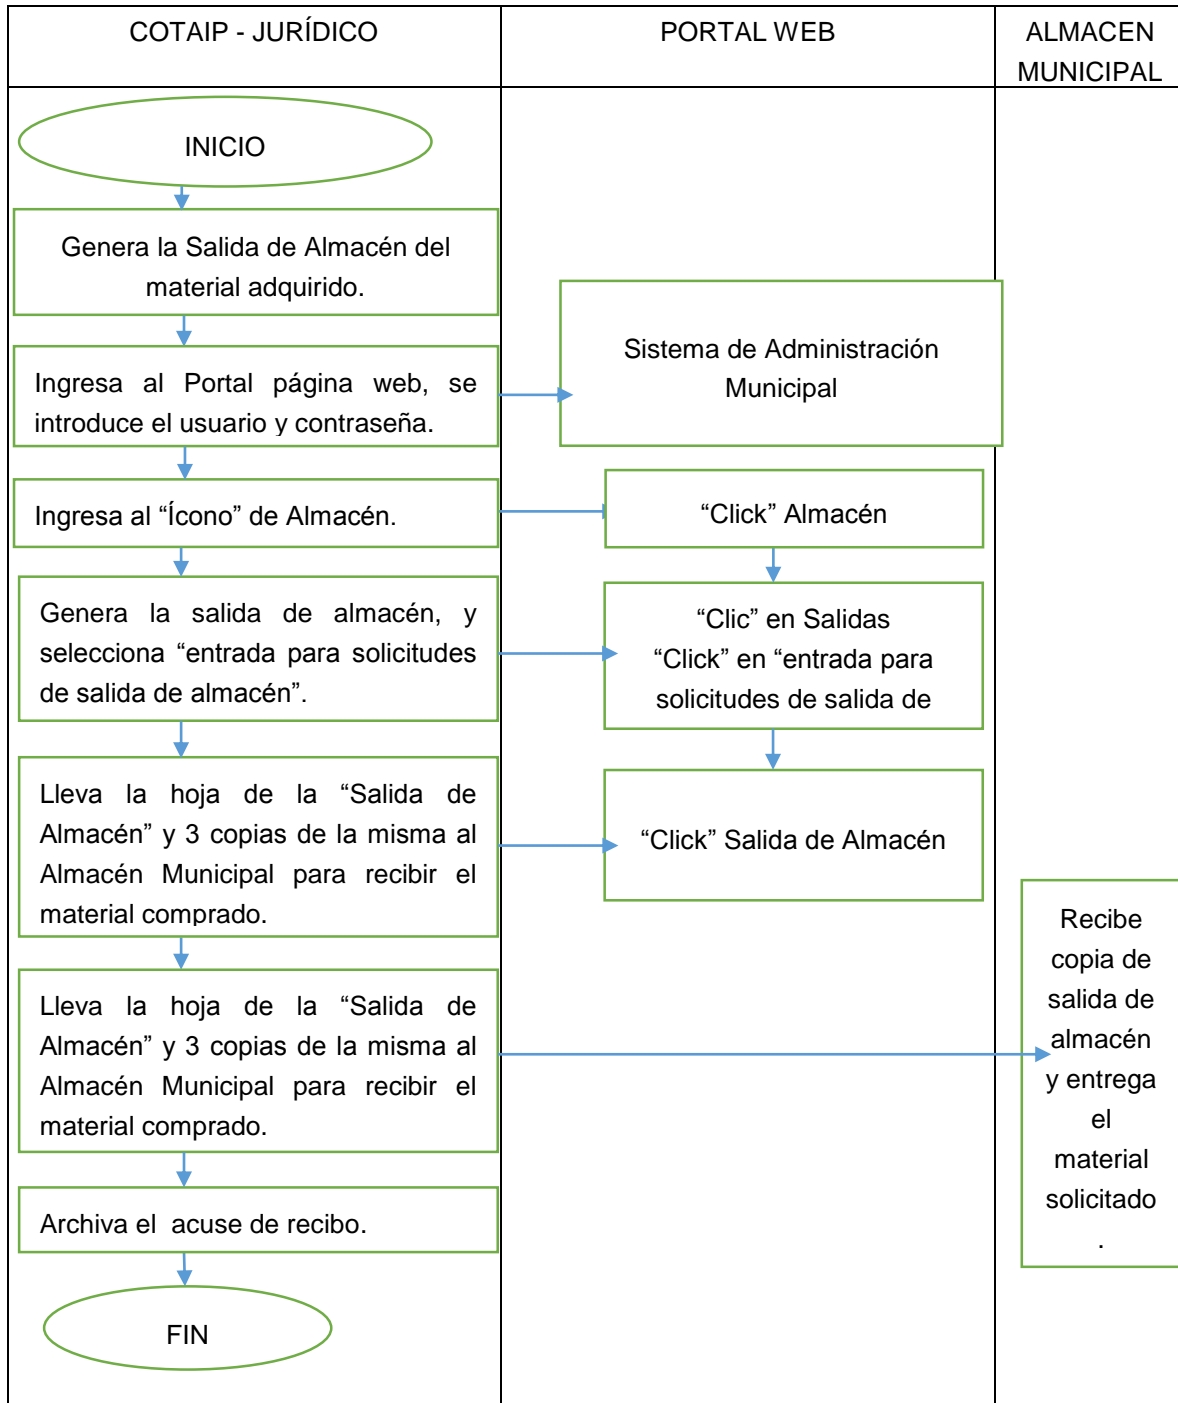 COTAIP - JURÍDICO
PORTAL WEB
ALMACEN
MUNICIPAL
INICIO
Genera la Salida de Almacén del
material adquirido.
Ingresa al Portal página web, se
introduce el usuario y contraseña.
Sistema de Administración
Municipal
Ingresa al “Ícono” de Almacén.
“Click” Almacén
Genera la salida de almacén, y
selecciona “entrada para solicitudes
de salida de almacén”.
“Clic” en Salidas
“Click” en “entrada para
solicitudes de salida de
Lleva la hoja de la “Salida de
Almacén” y 3 copias de la misma al
Almacén Municipal para recibir el
material comprado.
“Click” Salida de Almacén
Lleva la hoja de la “Salida de
Almacén” y 3 copias de la misma al
Almacén Municipal para recibir el
material comprado.
Recibe
copia de
salida de
almacén
y entrega
el
material
solicitado
.
Archiva el  acuse de recibo.
FIN